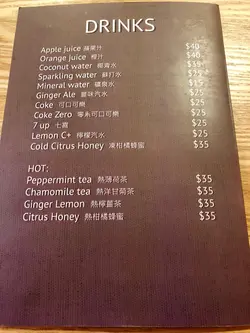 DRINKS
Apple juice 蘋果汁 $40
Orange juice 橙汁 $40
Coconut water 椰青水 $35
Sparkling water 蘇打水 $25
Mineral water 礦泉水 $25
Ginger Ale 薑味汽水 $25
Coke 可口可樂 $25
Coke Zero 零系可口可樂 $25
7 up 七喜 $25
Lemon C+ 檸檬汽水 $25
Cold Citrus Honey 凍柑橘蜂蜜 $35
HOT:
Peppermint tea 熱薄荷茶 $35
Chamomile tea 熱洋甘菊茶 $35
Ginger Lemon 熱檸薑茶 $35
Citrus Honey 熱柑橘蜂蜜 $35